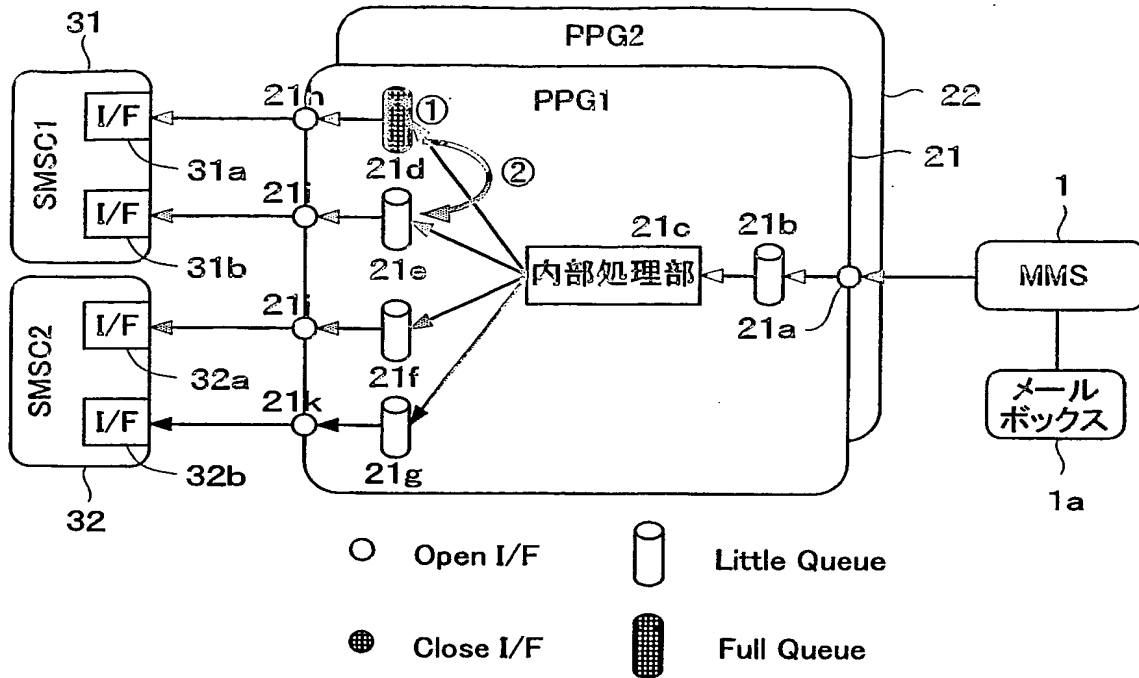 31
SMSC1
I/F
31a
I/F
31b
SMSC2
I/F
32a
I/F
32b
32
PPG2
22
PPG1
21
21h
①
21d
②
21i
21e
21j
21f
21k
21g
21c
内部処理部
21b
21a
1
MMS
メール
ボックス
1a
Open I/F
Little Queue
Close I/F
Full Queue